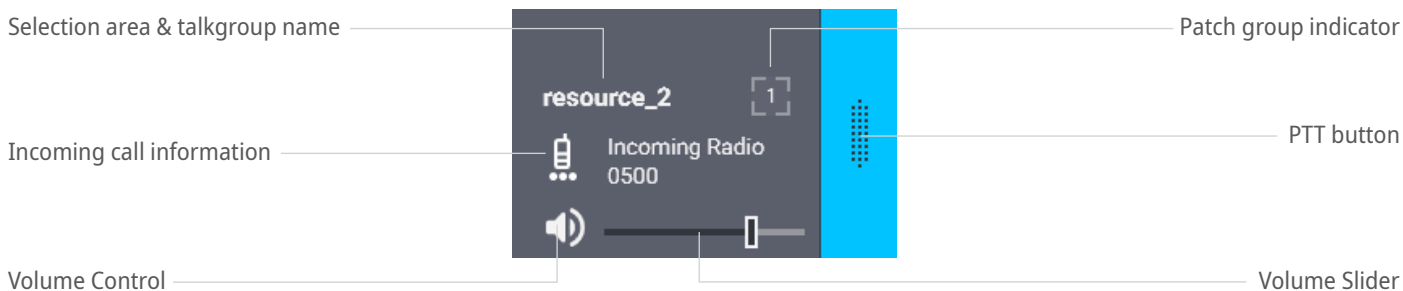 Selection area & talkgroup name
Patch group indicator
resource_2
1
PTT button
Incoming call information
Incoming Radio
0500
Volume Control
Volume Slider